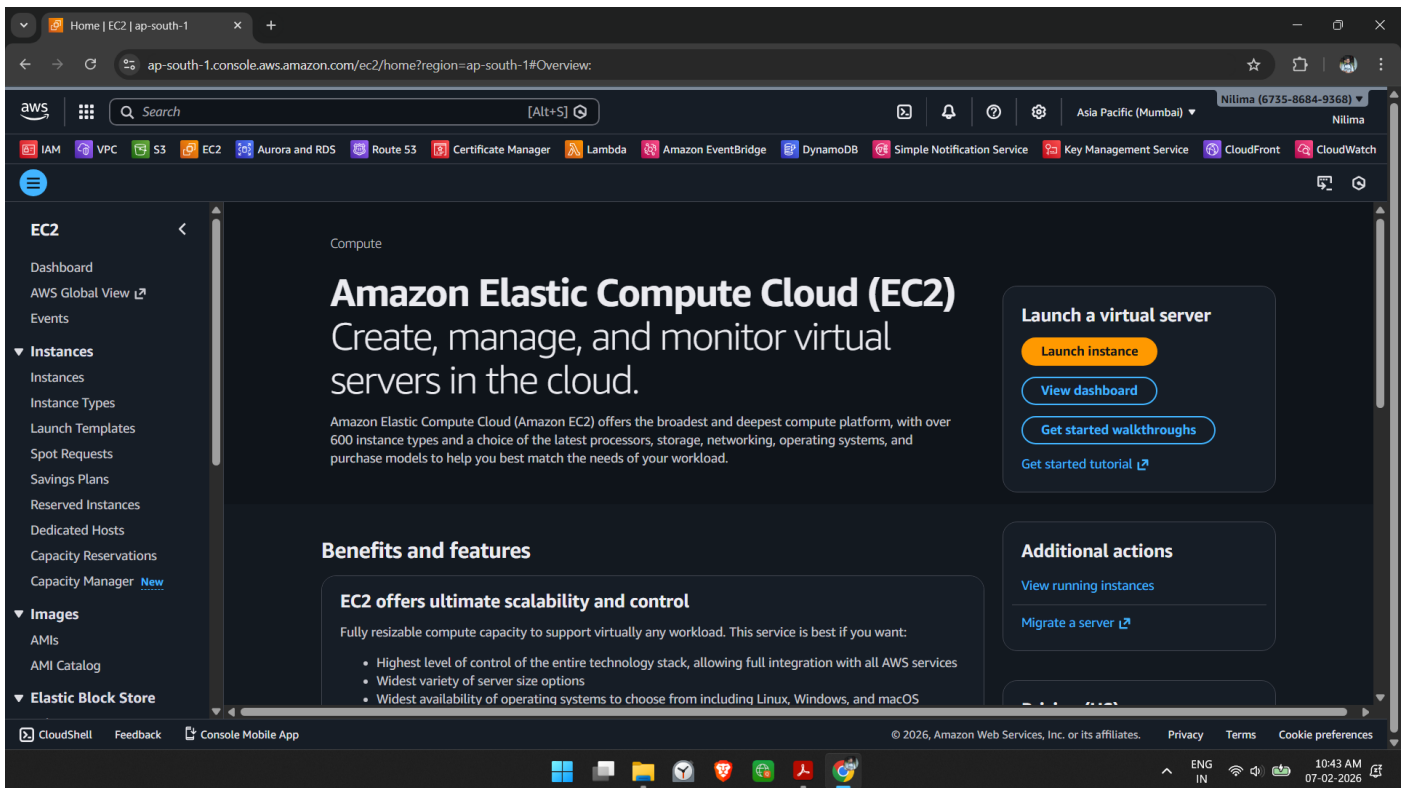 Home | EC2 | ap-south-1
ap-south-1.console.aws.amazon.com/ec2/home?region=ap-south-1#Overview:
aws
Search
[Alt+S]
Asia Pacific (Mumbai)
Nilima (6735-8684-9368)
Nilima
IAM VPC S3 EC2 Aurora and RDS Route 53 Certificate Manager Lambda Amazon EventBridge DynamoDB Simple Notification Service Key Management Service CloudFront CloudWatch
EC2
Dashboard
AWS Global View
Events
Instances
Instances
Instance Types
Launch Templates
Spot Requests
Savings Plans
Reserved Instances
Dedicated Hosts
Capacity Reservations
Capacity Manager New
Images
AMIs
AMI Catalog
Elastic Block Store
Compute
Amazon Elastic Compute Cloud (EC2)
Create, manage, and monitor virtual
servers in the cloud.
Amazon Elastic Compute Cloud (Amazon EC2) offers the broadest and deepest compute platform, with over
600 instance types and a choice of the latest processors, storage, networking, operating systems, and
purchase models to help you best match the needs of your workload.
Benefits and features
EC2 offers ultimate scalability and control
Fully resizable compute capacity to support virtually any workload. This service is best if you want:
• Highest level of control of the entire technology stack, allowing full integration with all AWS services
• Widest variety of server size options
• Widest availability of operating systems to choose from including Linux, Windows, and macOS
Launch a virtual server
Launch instance
View dashboard
Get started walkthroughs
Get started tutorial
Additional actions
View running instances
Migrate a server
CloudShell Feedback Console Mobile App
© 2026, Amazon Web Services, Inc. or its affiliates. Privacy Terms Cookie preferences
ENG
IN
10:43 AM
07-02-2026